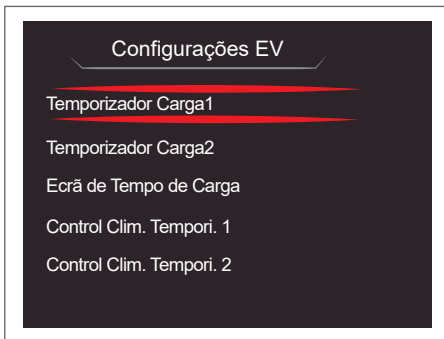 Configurações EV
Temporizador Carga1
Temporizador Carga2
Ecrã de Tempo de Carga
Control Clim. Tempori. 1
Control Clim. Tempori. 2